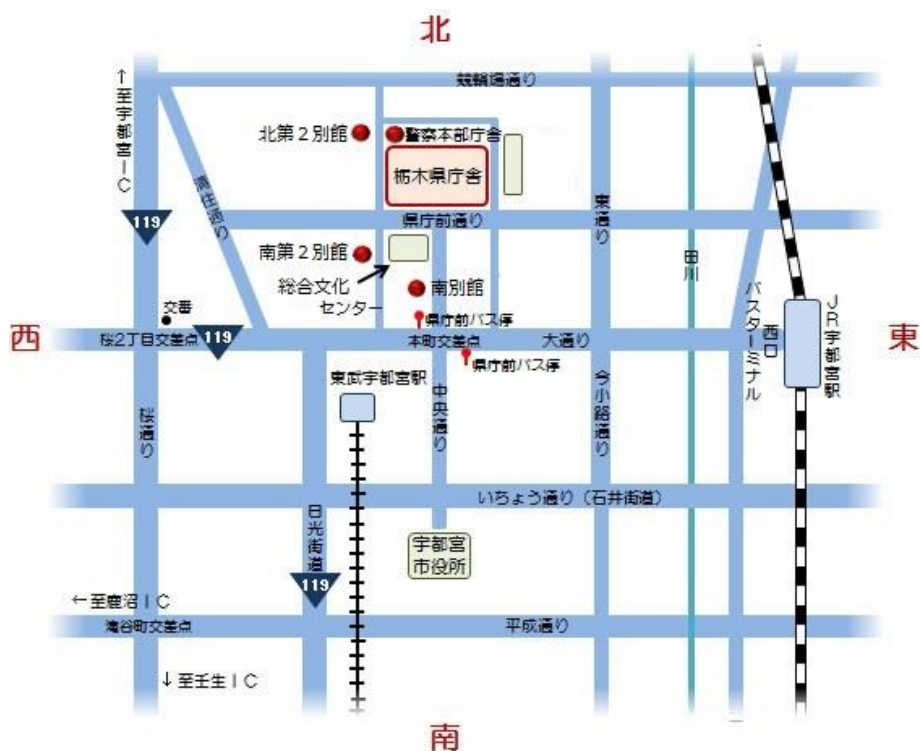 北
競輪場通り
↑至宇都宮IC
北第2別館
警察本部庁舎
栃木県庁舎
清住通り
東通り
119
県庁前通り
南第2別館
田川
総合文化
センター
南別館
JR宇都宮駅
西口
バスターミナル
交番
県庁前バス停
西
東
桜2丁目交差点
119
本町交差点
大通り
県庁前バス停
東武宇都宮駅
桜通り
中央通り
今小路通り
いちょう通り（石井街道）
日光街道
宇都宮
市役所
119
←至鹿沼IC
滝谷町交差点
平成通り
↓至壬生IC
南